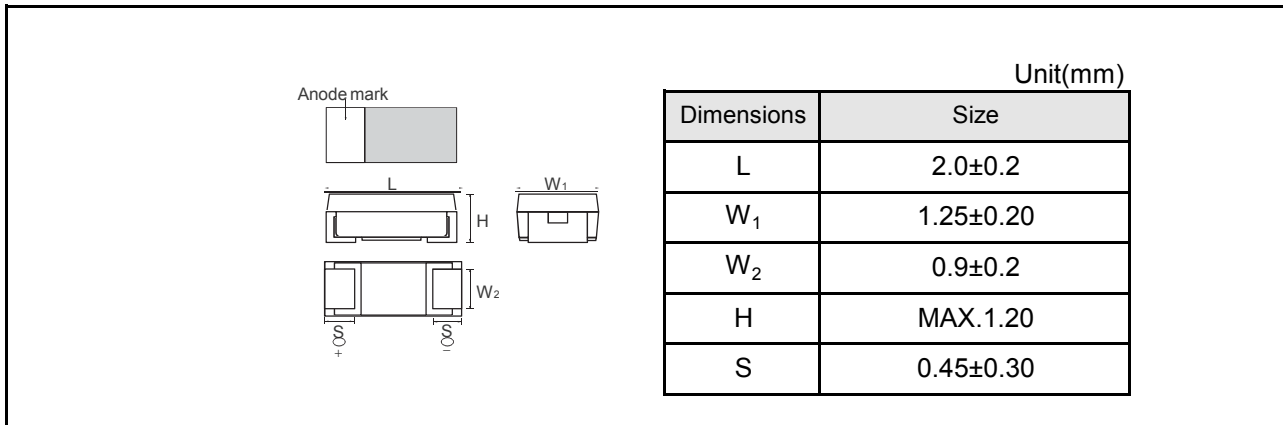 Unit(mm)
Anode mark
L
H
W1
W2
S
S
+
−
Dimensions Size
L 2.0±0.2
W1 1.25±0.20
W2 0.9±0.2
H MAX.1.20
S 0.45±0.30